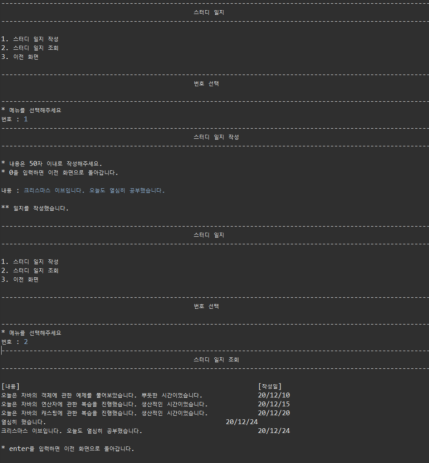 스터디 일지
1. 스터디 일지 작성
2. 스터디 일지 조회
3. 이전 화면
번호 선택
* 메뉴를 선택해주세요
번호 : 1
스터디 일지 작성
* 내용은 50자 이내로 작성해주세요.
* 0을 입력하면 이전 화면으로 돌아갑니다.
내용 : 크리스마스 이브입니다. 오늘도 열심히 공부했습니다.
** 일지를 작성했습니다.
스터디 일지
1. 스터디 일지 작성
2. 스터디 일지 조회
3. 이전 화면
번호 선택
* 메뉴를 선택해주세요
번호 : 2
스터디 일지 조회
[내용] [작성일]
오늘은 자바의 객체에 관한 예제를 풀어보았습니다. 뿌듯한 시간이었습니다. 20/12/10
오늘은 자바의 연산자에 관한 복습을 진행했습니다. 생산적인 시간이었습니다. 20/12/15
오늘은 자바의 캐스팅에 관한 복습을 진행했습니다. 생산적인 시간이었습니다. 20/12/20
열심히 했습니다. 20/12/24
크리스마스 이브입니다. 오늘도 열심히 공부했습니다. 20/12/24
* enter을 입력하면 이전 화면으로 돌아갑니다.